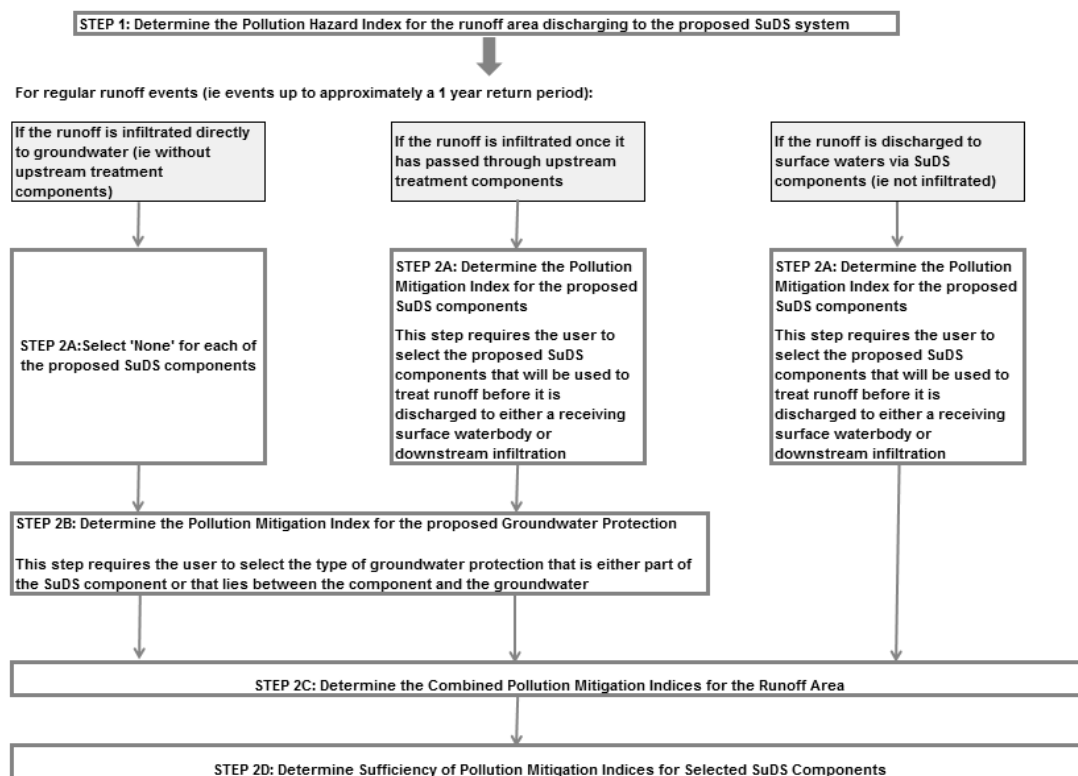 STEP 1: Determine the Pollution Hazard Index for the runoff area discharging to the proposed SuDS system
For regular runoff events (ie events up to approximately a 1 year return period):
If the runoff is infiltrated directly
to groundwater (ie without
upstream treatment
components)
If the runoff is infiltrated once it
has passed through upstream
treatment components
If the runoff is discharged to
surface waters via SuDS
components (ie not infiltrated)
STEP 2A:Select 'None' for each of
the proposed SuDS components
STEP 2A: Determine the Pollution
Mitigation Index for the proposed
SuDS components
This step requires the user to
select the proposed SuDS
components that will be used to
treat runoff before it is
discharged to either a receiving
surface waterbody or
downstream infiltration
STEP 2A: Determine the Pollution
Mitigation Index for the proposed
SuDS components
This step requires the user to
select the proposed SuDS
components that will be used to
treat runoff before it is
discharged to either a receiving
surface waterbody or
downstream infiltration
STEP 2B: Determine the Pollution Mitigation Index for the proposed Groundwater Protection
This step requires the user to select the type of groundwater protection that is either part of
the SuDS component or that lies between the component and the groundwater
STEP 2C: Determine the Combined Pollution Mitigation Indices for the Runoff Area
STEP 2D: Determine Sufficiency of Pollution Mitigation Indices for Selected SuDS Components